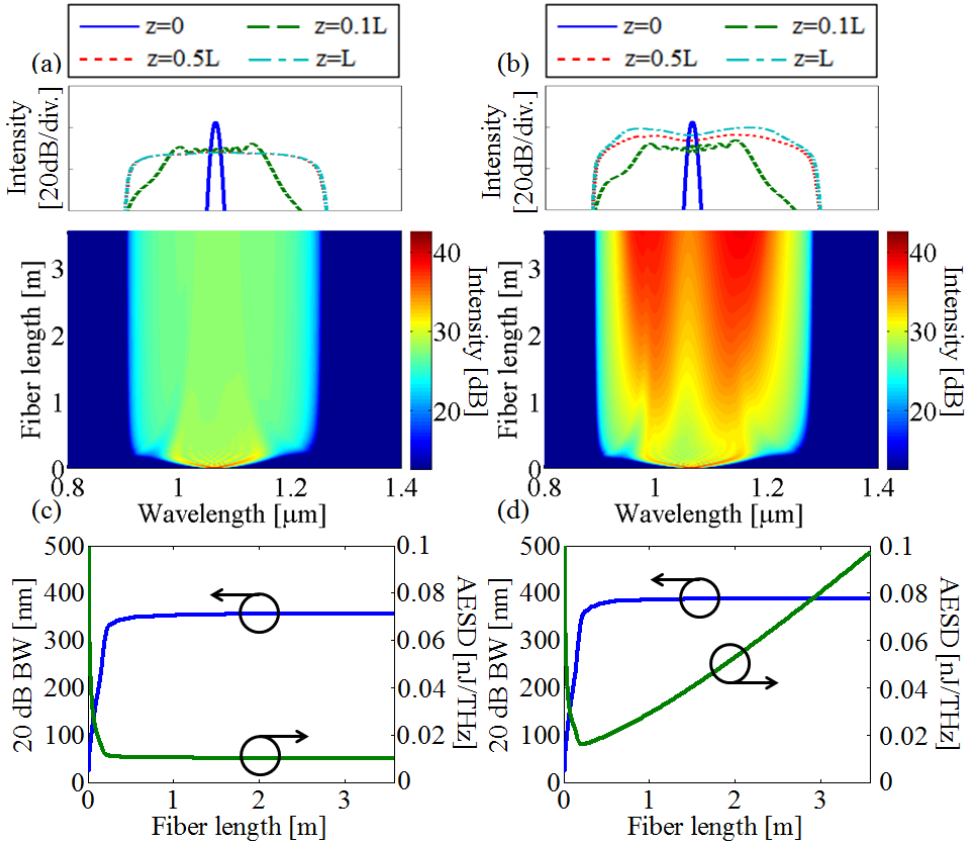 z=0 z=0.1L
z=0.5L z=L
(a)
Intensity
[20dB/div.]
z=0 z=0.1L
z=0.5L z=L
(b)
Intensity
[20dB/div.]
Fiber length [m]
3
2
1
0
0.8 1 1.2 1.4
Wavelength [μm]
40
30
20
Intensity [dB]
Fiber length [m]
3
2
1
0
0.8 1 1.2 1.4
Wavelength [μm]
40
30
20
Intensity [dB]
(c)
20 dB BW [nm]
500
400
300
200
100
0
0 1 2 3
Fiber length [m]
0.1
0.08
0.06
0.04
0.02
0
AESD [nJ/THz]
(d)
20 dB BW [nm]
500
400
300
200
100
0
0 1 2 3
Fiber length [m]
0.1
0.08
0.06
0.04
0.02
0
AESD [nJ/THz]